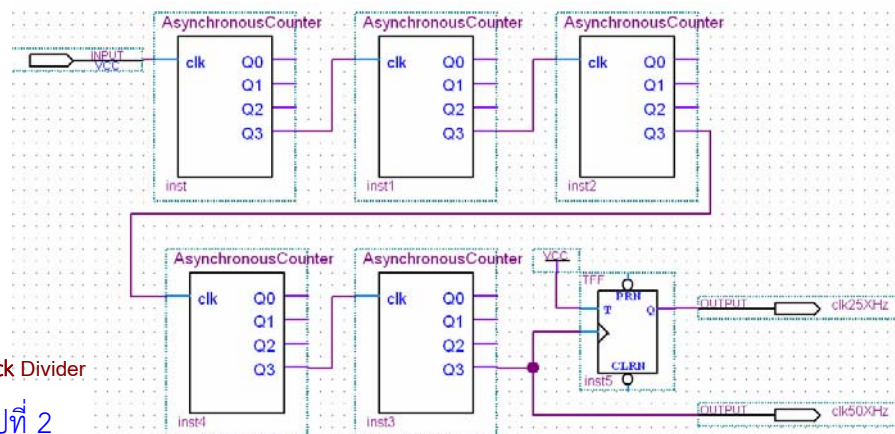 AsynchronousCounter
AsynchronousCounter
AsynchronousCounter
INPUT
VCC
clk
Q0
Q1
Q2
Q3
inst
clk
Q0
Q1
Q2
Q3
inst1
clk
Q0
Q1
Q2
Q3
inst2
AsynchronousCounter
AsynchronousCounter
clk
Q0
Q1
Q2
Q3
inst4
clk
Q0
Q1
Q2
Q3
inst3
VCC
TFF
PRN
T
Q
CLRN
inst5
OUTPUT
clk25XHz
OUTPUT
clk50XHz
ck Divider
ปที่ 2